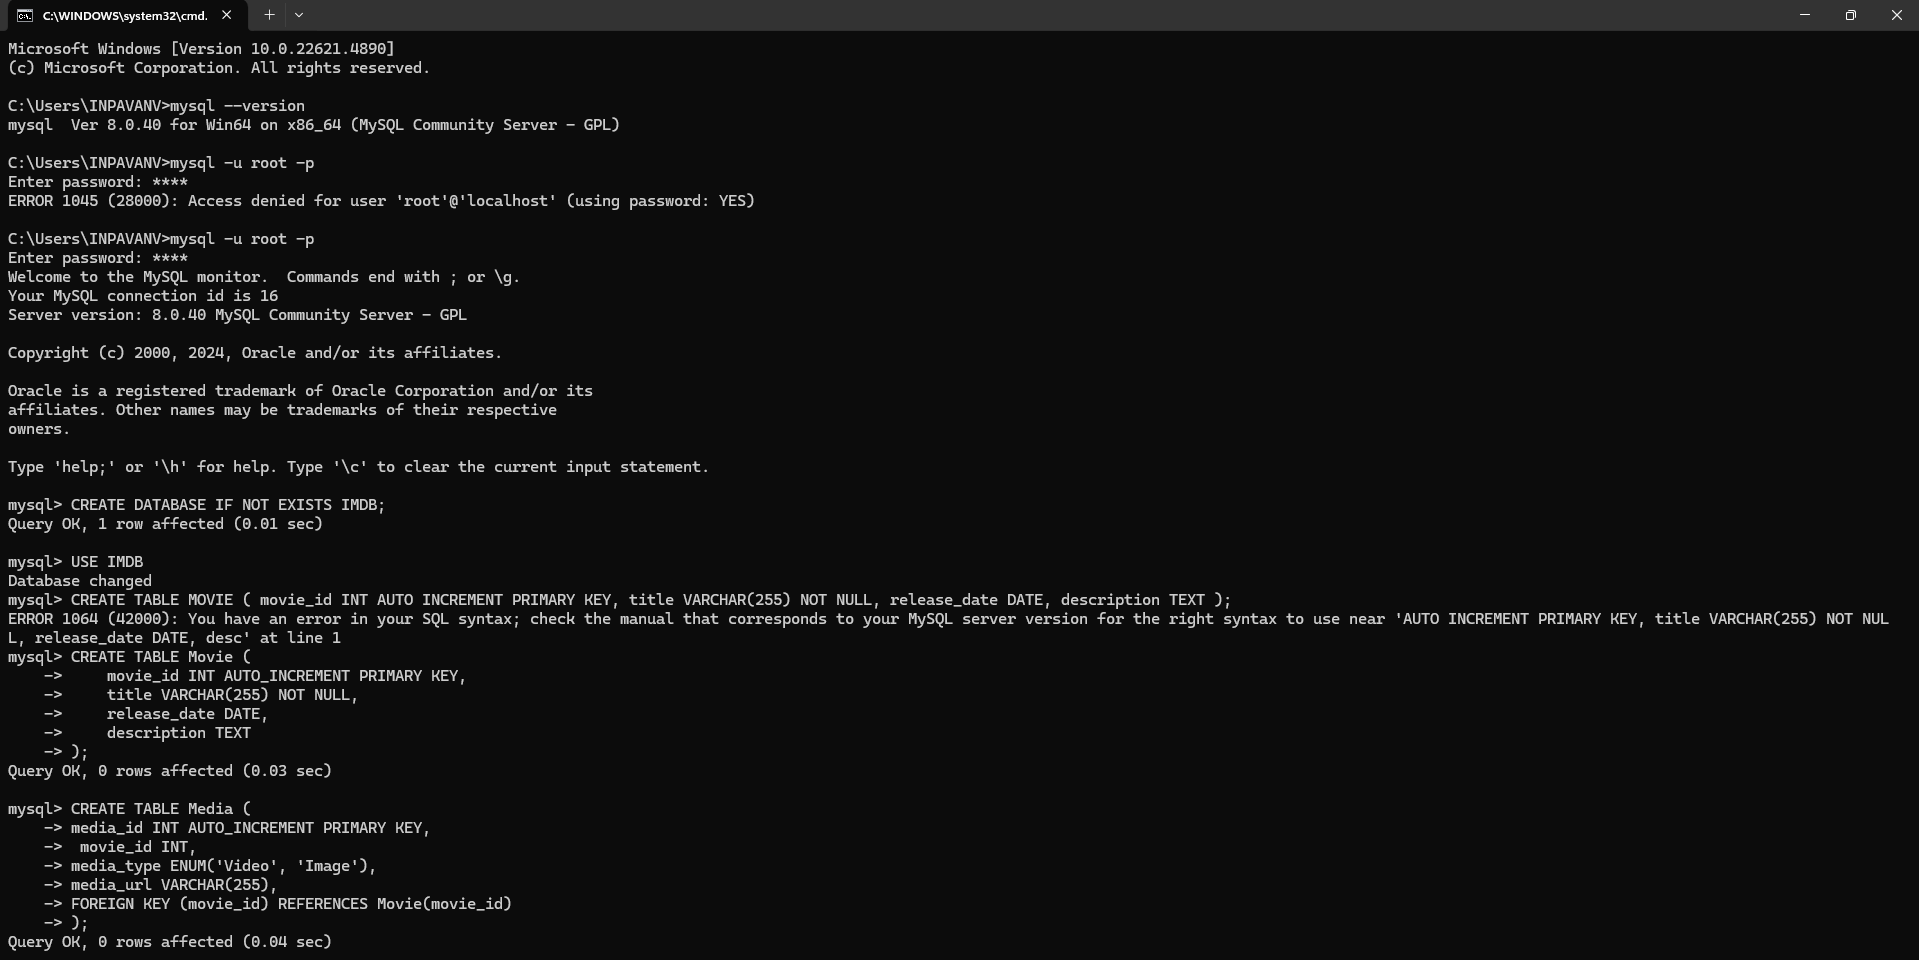 C:\WINDOWS\system32\cmd.
Microsoft Windows [Version 10.0.22621.4890]
(c) Microsoft Corporation. All rights reserved.
C:\Users\INPAVANV>mysql --version
mysql  Ver 8.0.40 for Win64 on x86_64 (MySQL Community Server - GPL)
C:\Users\INPAVANV>mysql -u root -p
Enter password: ****
ERROR 1045 (28000): Access denied for user 'root'@'localhost' (using password: YES)
C:\Users\INPAVANV>mysql -u root -p
Enter password: ****
Welcome to the MySQL monitor.  Commands end with ; or \g.
Your MySQL connection id is 16
Server version: 8.0.40 MySQL Community Server - GPL
Copyright (c) 2000, 2024, Oracle and/or its affiliates.
Oracle is a registered trademark of Oracle Corporation and/or its
affiliates. Other names may be trademarks of their respective
owners.
Type 'help;' or '\h' for help. Type '\c' to clear the current input statement.
mysql> CREATE DATABASE IF NOT EXISTS IMDB;
Query OK, 1 row affected (0.01 sec)
mysql> USE IMDB
Database changed
mysql> CREATE TABLE MOVIE ( movie_id INT AUTO INCREMENT PRIMARY KEY, title VARCHAR(255) NOT NULL, release_date DATE, description TEXT );
ERROR 1064 (42000): You have an error in your SQL syntax; check the manual that corresponds to your MySQL server version for the right syntax to use near 'AUTO INCREMENT PRIMARY KEY, title VARCHAR(255) NOT NUL
L, release_date DATE, desc' at line 1
mysql> CREATE TABLE Movie (
    ->     movie_id INT AUTO_INCREMENT PRIMARY KEY,
    ->     title VARCHAR(255) NOT NULL,
    ->     release_date DATE,
    ->     description TEXT
    -> );
Query OK, 0 rows affected (0.03 sec)
mysql> CREATE TABLE Media (
    -> media_id INT AUTO_INCREMENT PRIMARY KEY,
    ->  movie_id INT,
    -> media_type ENUM('Video', 'Image'),
    -> media_url VARCHAR(255),
    -> FOREIGN KEY (movie_id) REFERENCES Movie(movie_id)
    -> );
Query OK, 0 rows affected (0.04 sec)